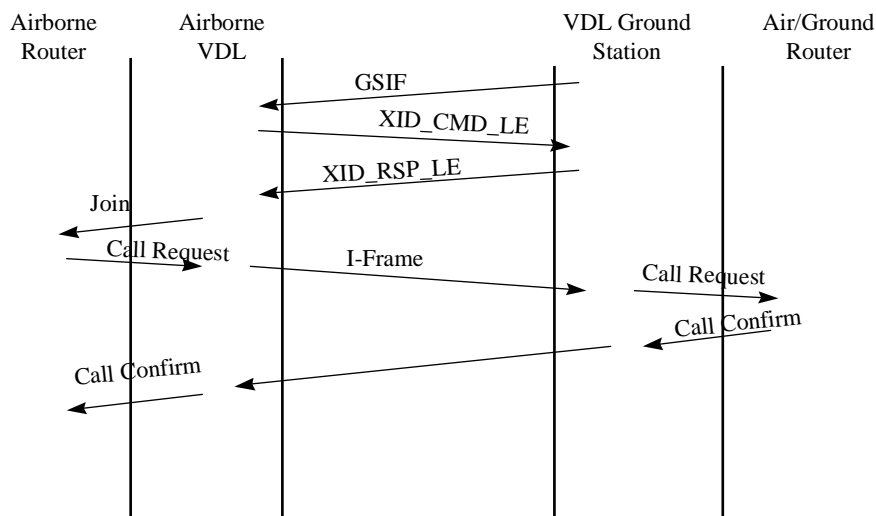 Airborne
Router
Airborne
VDL
VDL Ground
Station
Air/Ground
Router
GSIF
XID_CMD_LE
XID_RSP_LE
Join
Call Request
I-Frame
Call Request
Call Confirm
Call Confirm